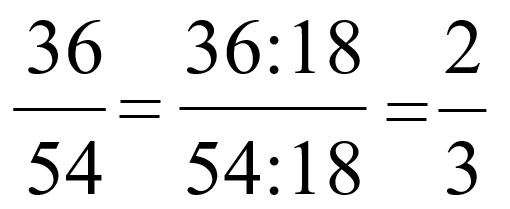 36/54 = 36:18/54:18 = 2/3